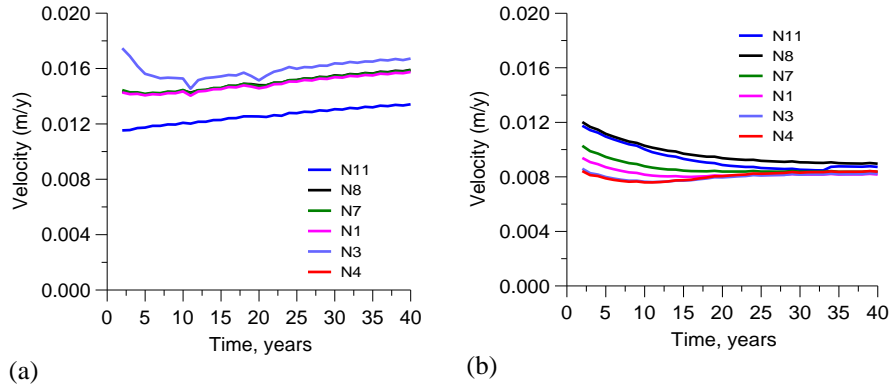 0.020
0.016
0.012
0.008
0.004
0.000
Velocity (m/y)
N11
N8
N7
N1
N3
N4
0 5 10 15 20 25 30 35 40
Time, years
(a)
0.020
0.016
0.012
0.008
0.004
0.000
Velocity (m/y)
N11
N8
N7
N1
N3
N4
0 5 10 15 20 25 30 35 40
Time, years
(b)